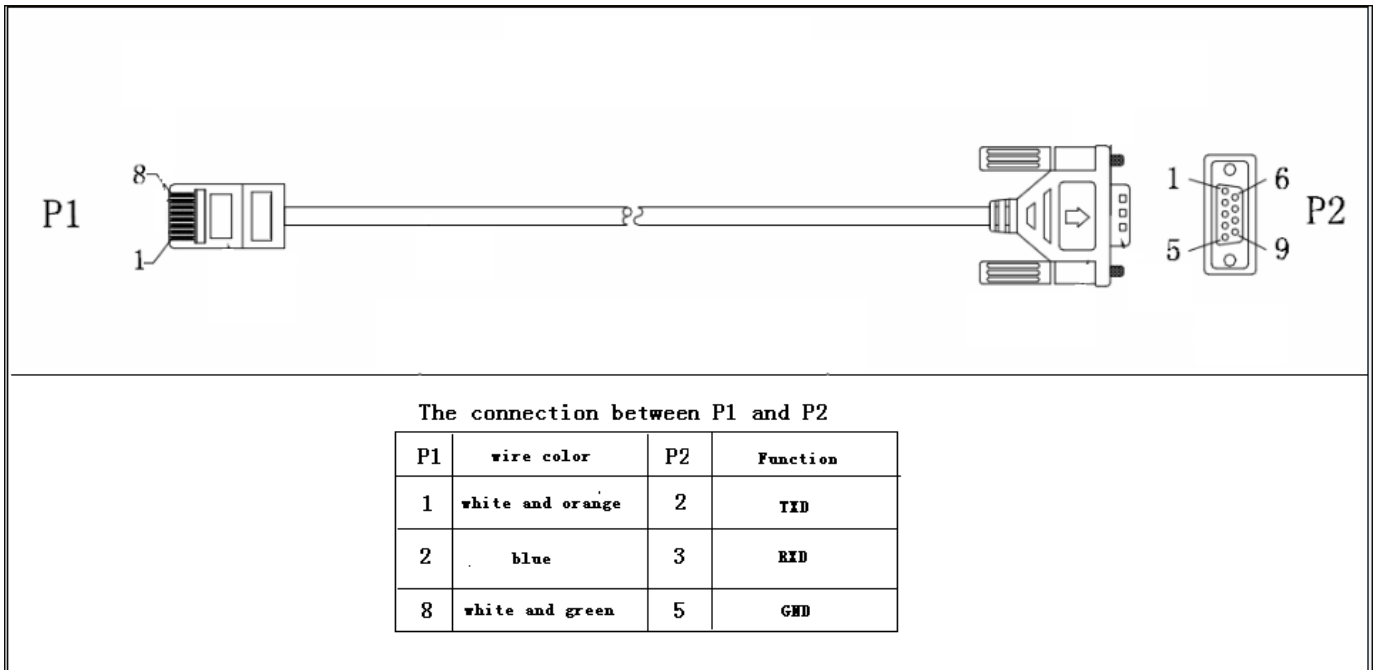 8
1
P1
1
6
5
9
P2
The connection between P1 and P2
P1 wire color P2 Function
1 white and orange 2 TXD
2 blue 3 RXD
8 white and green 5 GND